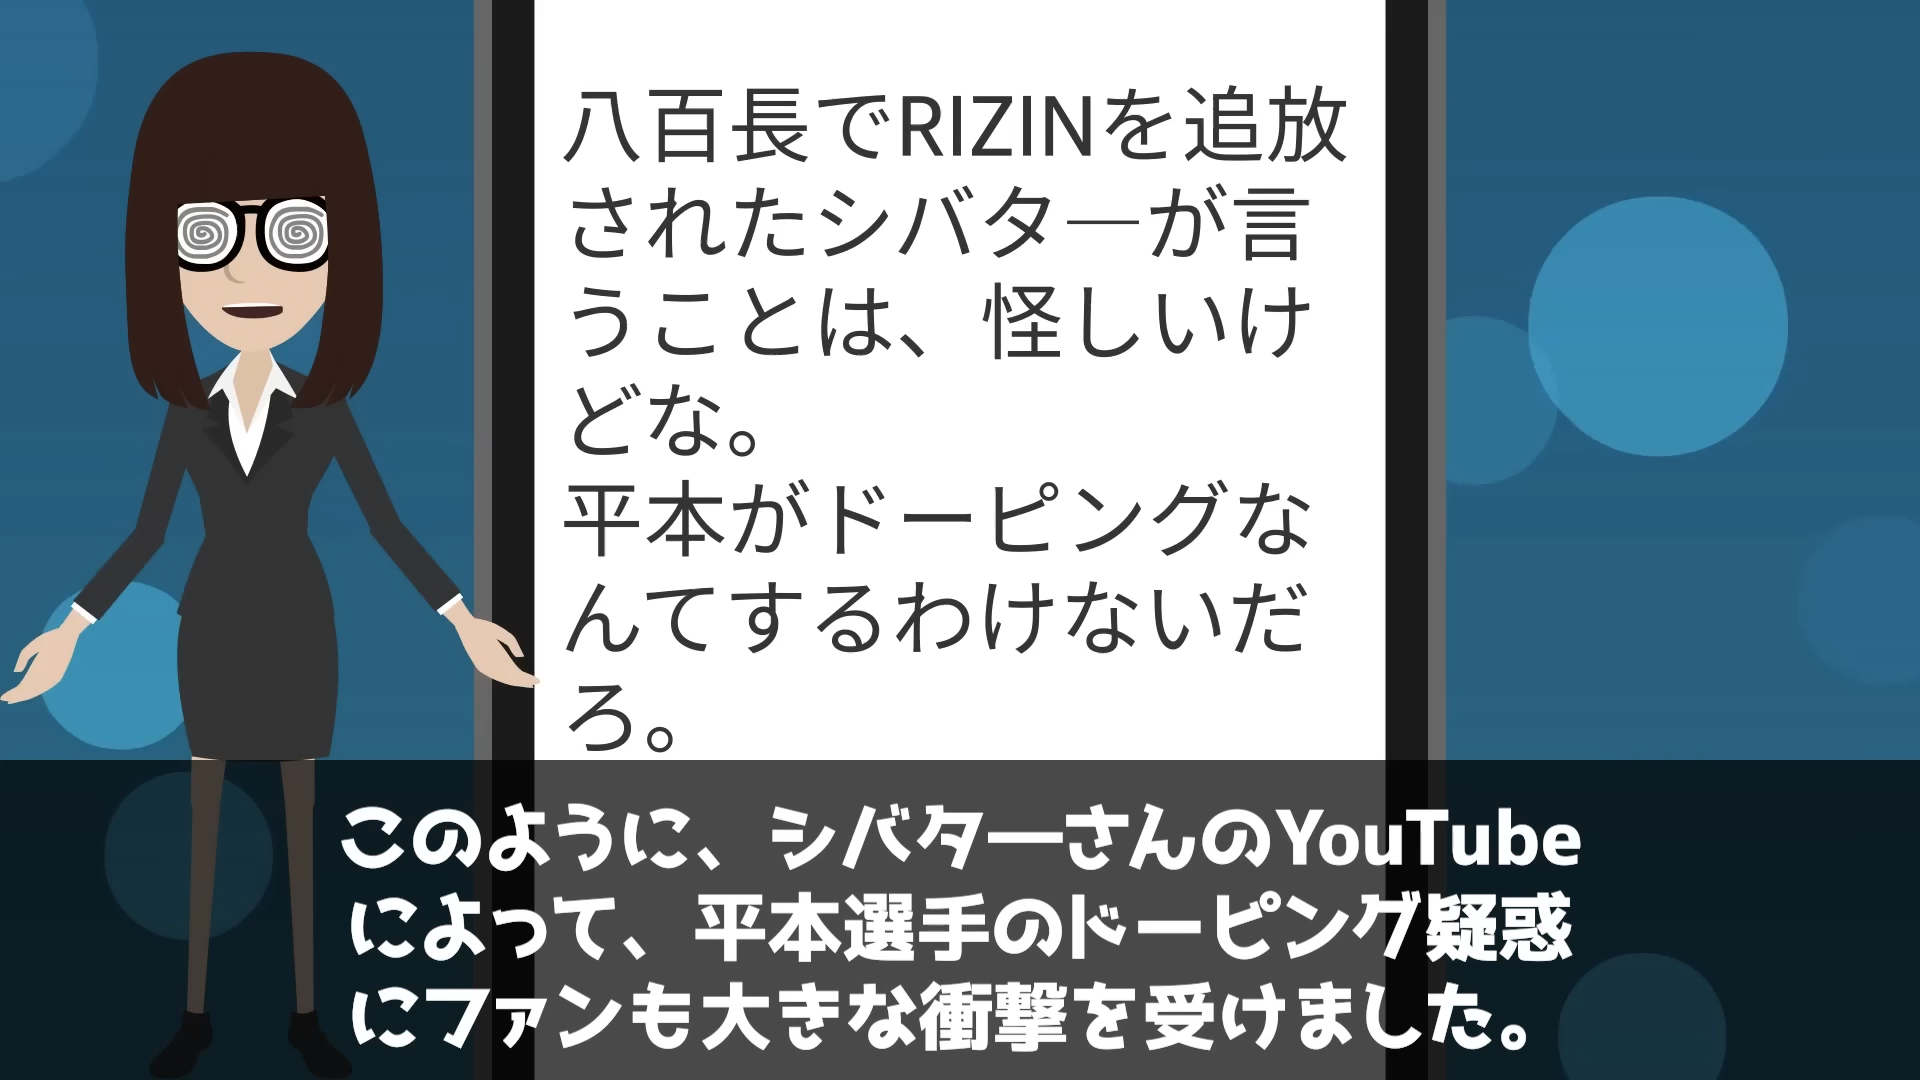 八百長でRIZINを追放
されたシバタ―が言
うことは、怪しいけ
どな。
平本がドーピングな
んてするわけないだ
ろ。
このように、シバターさんのYouTube
によって、平本選手のドーピング疑惑
にファンも大きな衝撃を受けました。